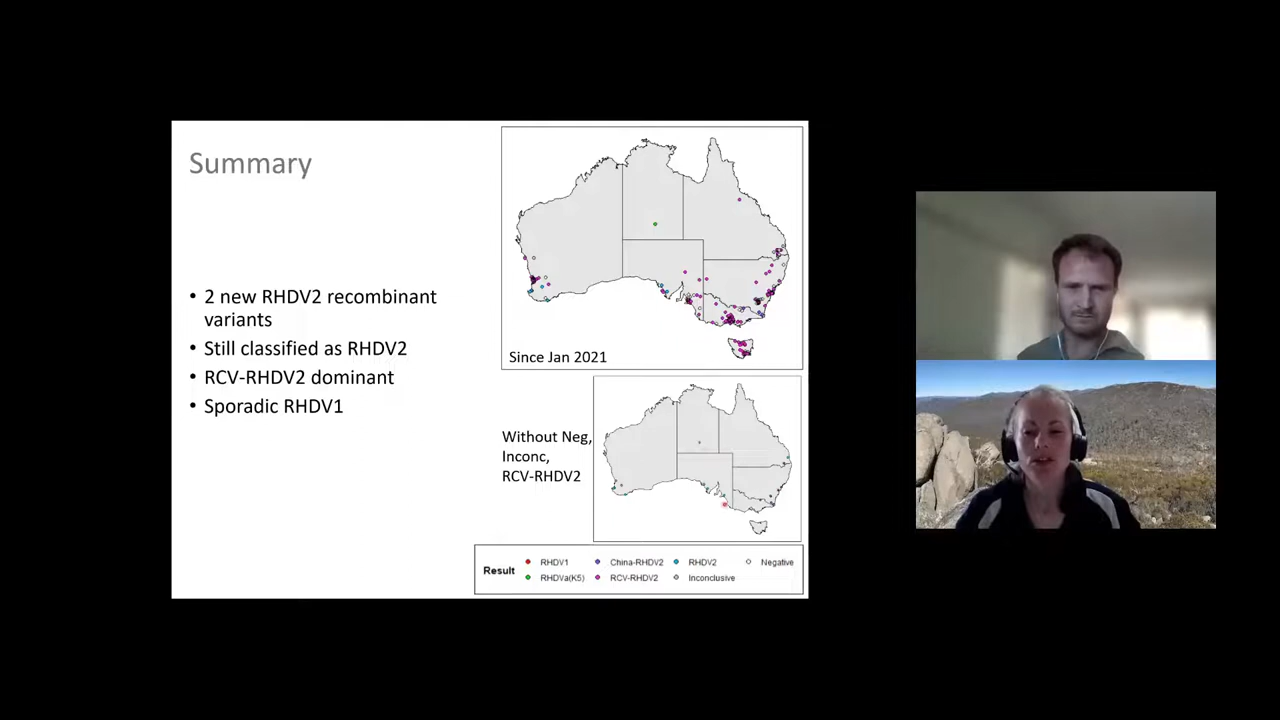 Summary
• 2 new RHDV2 recombinant
variants
• Still classified as RHDV2
• RCV-RHDV2 dominant
• Sporadic RHDV1
Since Jan 2021
Without Neg,
Inconc,
RCV-RHDV2
Result
RHDV1
China-RHDV2
RHDV2
Negative
RHDVa(K5)
RCV-RHDV2
Inconclusive